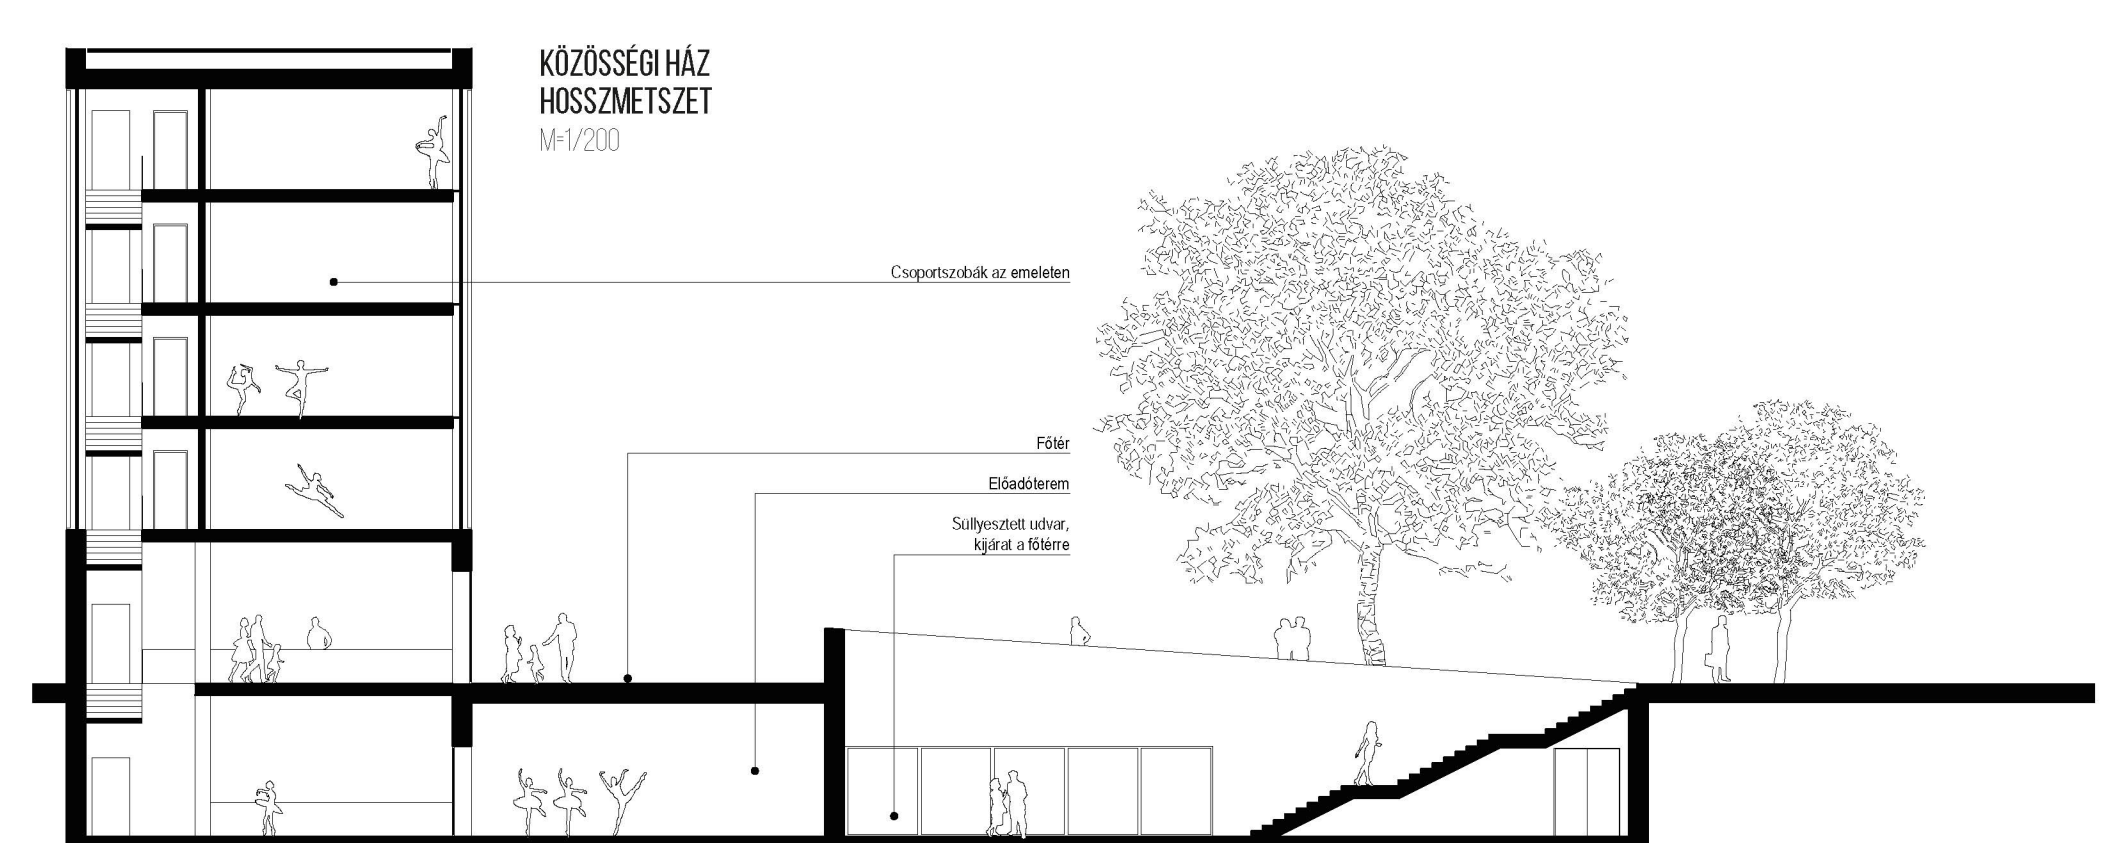 KÖZÖSSÉGI HÁZ
HOSSZMETSZET
M=1/200
Csoportszobák az emeleten
Főtér
Előadóterem
Süllyesztett udvar,
kijárat a főtérre